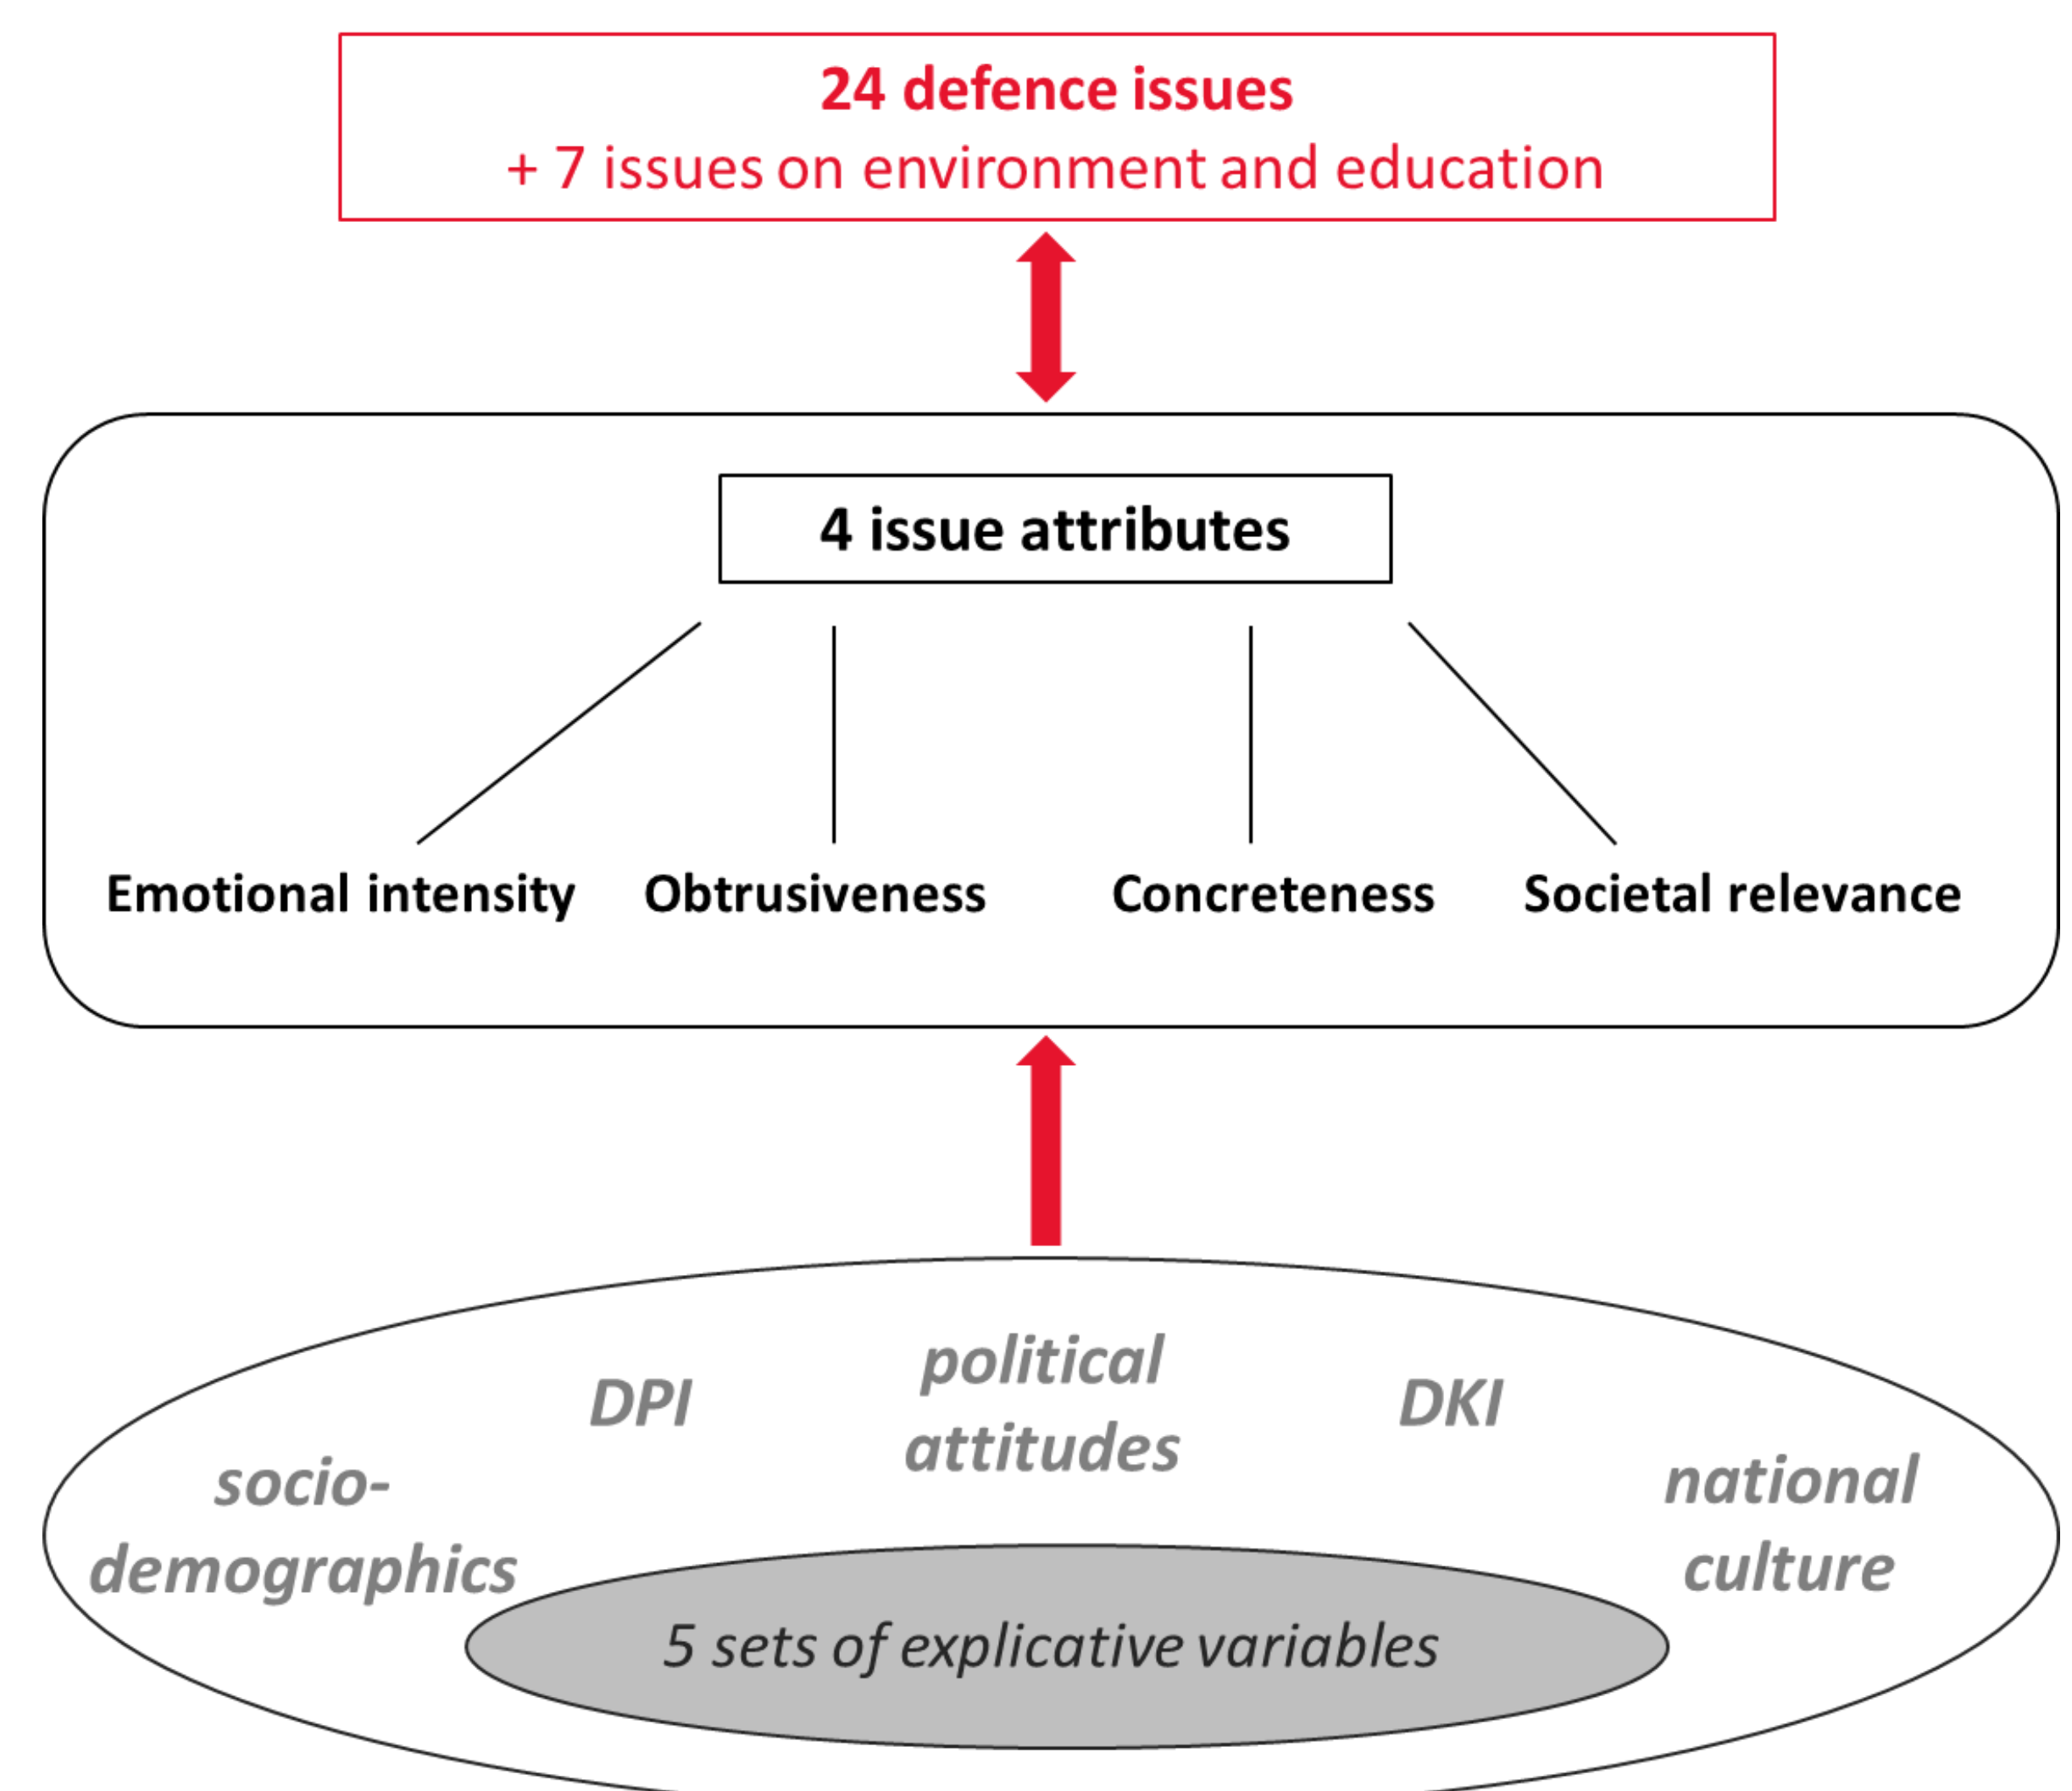 24 defence issues
+ 7 issues on environment and education
4 issue attributes
Emotional intensity
Obtrusiveness
Concreteness
Societal relevance
socio-
demographics
DPI
political
attitudes
DKI
national
culture
5 sets of explicative variables